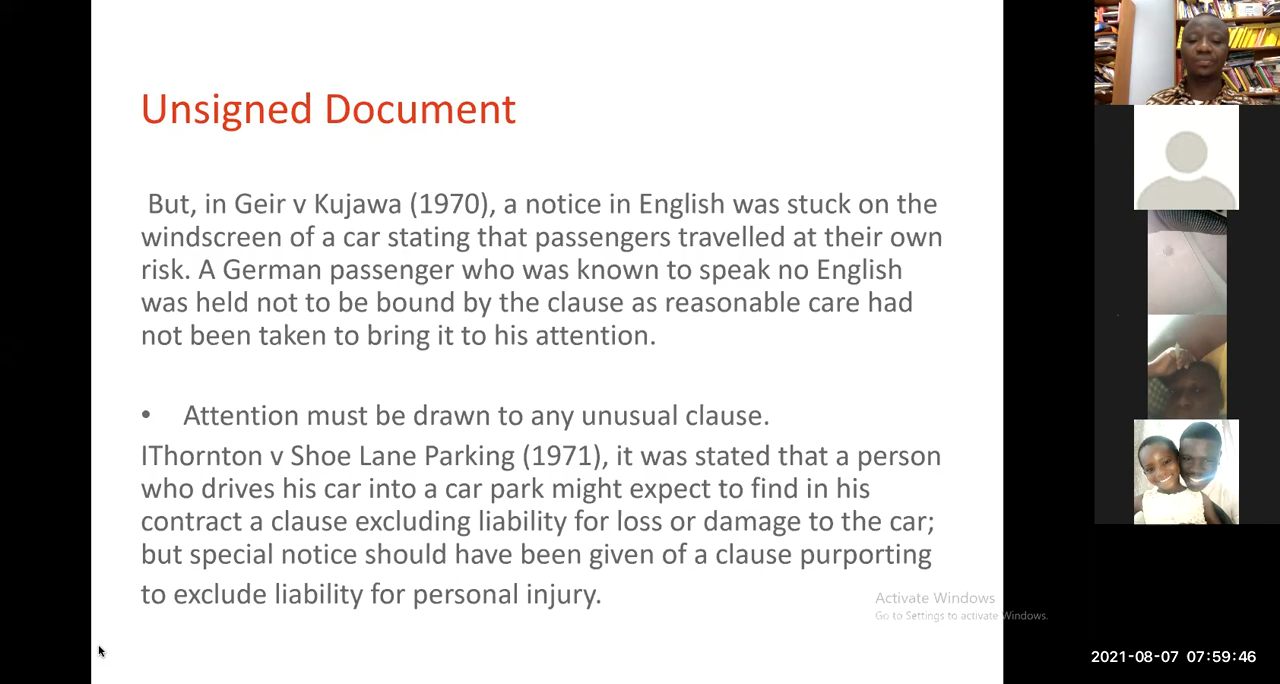 Unsigned Document
But, in Geir v Kujawa (1970), a notice in English was stuck on the
windscreen of a car stating that passengers travelled at their own
risk. A German passenger who was known to speak no English
was held not to be bound by the clause as reasonable care had
not been taken to bring it to his attention.
• Attention must be drawn to any unusual clause.
IThornton v Shoe Lane Parking (1971), it was stated that a person
who drives his car into a car park might expect to find in his
contract a clause excluding liability for loss or damage to the car;
but special notice should have been given of a clause purporting
to exclude liability for personal injury.
Activate Windows
Go to Settings to activate Windows.
2021-08-07 07:59:46